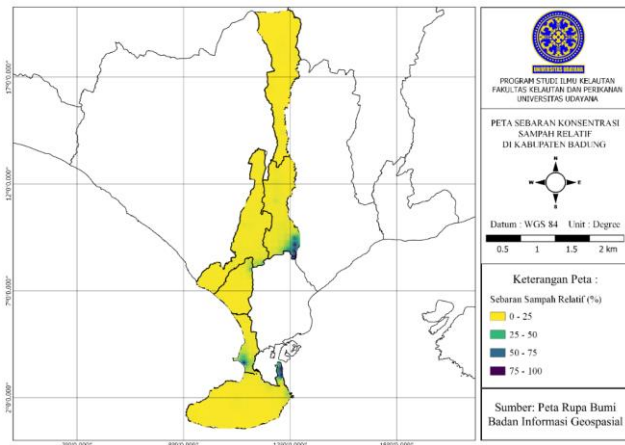 UNIVERSITAS UDAYANA
PROGRAM STUDI ILMU KELAUTAN
FAKULTAS KELAUTAN DAN PERIKANAN
UNIVERSITAS UDAYANA
PETA SEBARAN KONSENTRASI
SAMPAH RELATIF
DI KABUPATEN BADUNG
N
W
E
S
Datum : WGS 84 Unit : Degree
0.5 1 1.5 2 km
Keterangan Peta :
Sebaran Sampah Relatif (%)
0 - 25
25 - 50
50 - 75
75 - 100
Sumber: Peta Rupa Bumi
Badan Informasi Geospasial